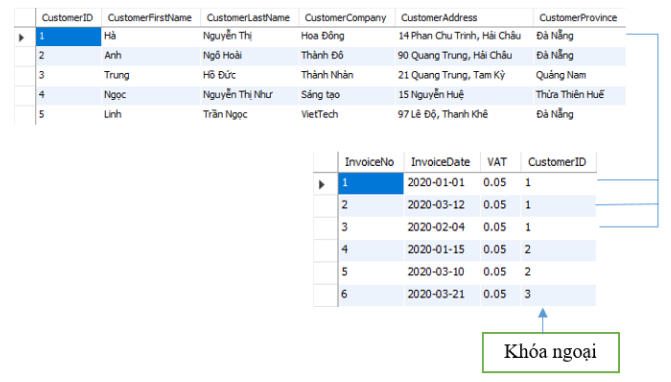 CustomerID CustomerFirstName CustomerLastName CustomerCompany CustomerAddress CustomerProvince
1 Hà Nguyễn Thị Hoa Đông 14 Phan Chu Trinh, Hải Châu Đà Nẵng
2 Anh Ngô Hoài Thành Đô 90 Quang Trung, Hải Châu Đà Nẵng
3 Trung Hồ Đức Thành Nhàn 21 Quang Trung, Tam Kỳ Quảng Nam
4 Ngọc Nguyễn Thị Như Sáng tạo 15 Nguyễn Huệ Thừa Thiên Huế
5 Linh Trần Ngọc VietTech 97 Lê Độ, Thanh Khê Đà Nẵng
InvoiceNo InvoiceDate VAT CustomerID
1 2020-01-01 0.05 1
2 2020-03-12 0.05 1
3 2020-02-04 0.05 1
4 2020-01-15 0.05 2
5 2020-03-10 0.05 2
6 2020-03-21 0.05 3
Khóa ngoại